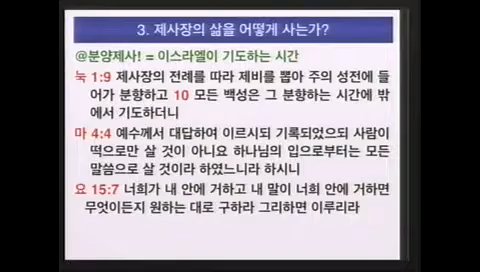 3. 제사장의 삶을 어떻게 사는가?
@분양제사! = 이스라엘이 기도하는 시간
눅 1:9 제사장의 전례를 따라 제비를 뽑아 주의 성전에 들
어가 분향하고 10 모든 백성은 그 분향하는 시간에 밖
에서 기도하더니
마 4:4 예수께서 대답하여 이르시되 기록되었으되 사람이
떡으로만 살 것이 아니요 하나님의 입으로부터는 모든
말씀으로 살 것이라 하였느니라 하시니
요 15:7 너희가 내 안에 거하고 내 말이 너희 안에 거하면
무엇이든지 원하는 대로 구하라 그리하면 이루리라